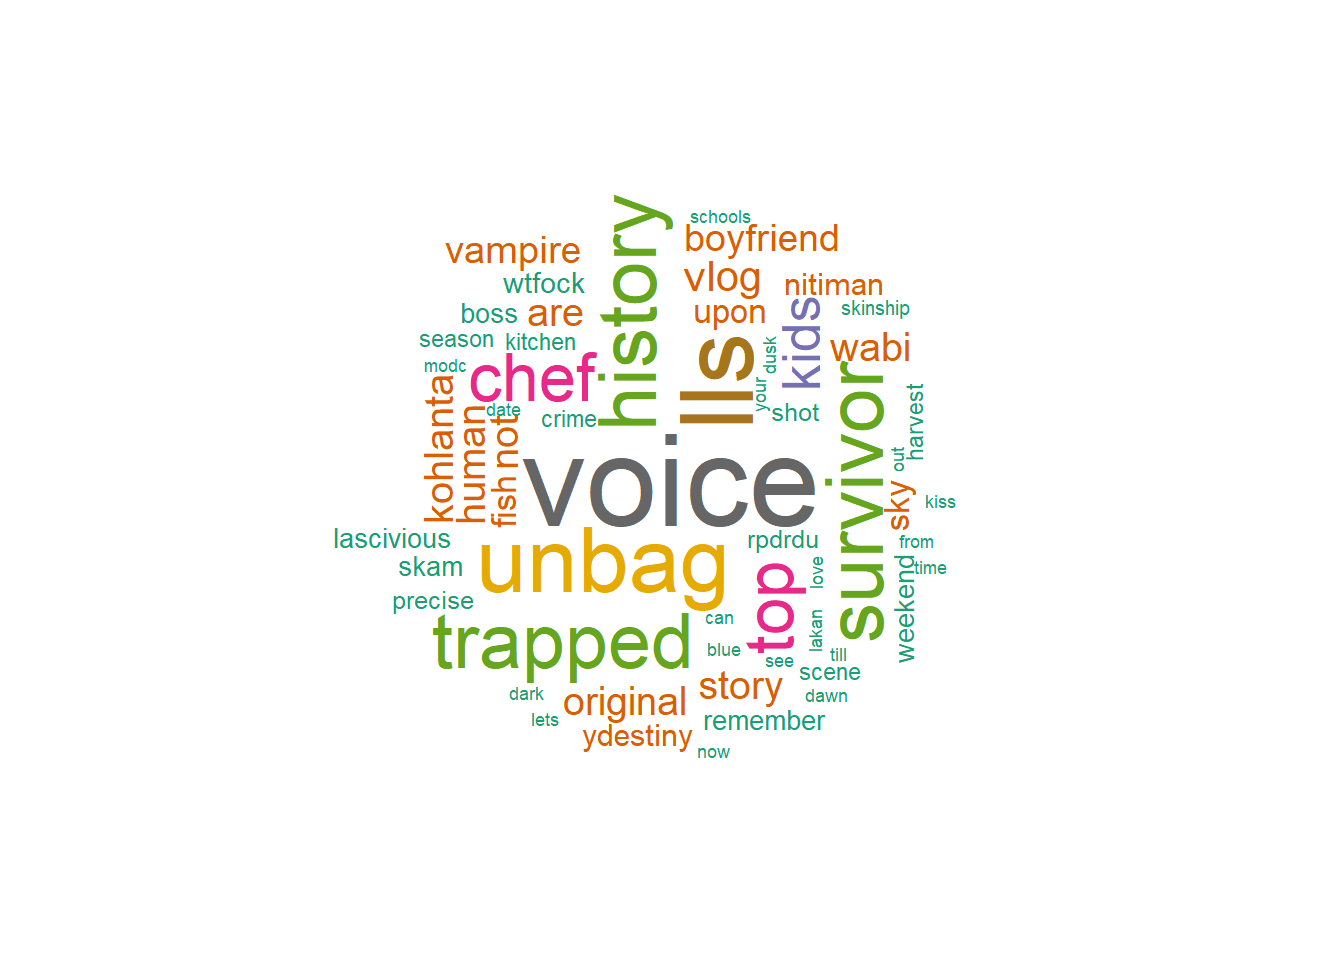 schools
history
boyfriend
vampire
vlog
wtfock
nitiman
kids
skinship
boss
are
upon
season
kitchen
lls
dusk
wabi
modc
chef
survivor
kohlanta
human
date
not
crime
your
shot
harvest
voice
out
fish
sky
kiss
lascivious
unbag
rpdrdu
from
skam
top
love
weekend
time
precise
trapped
can
lakan
blue
see
till
story
scene
dark
original
dawn
lets
remember
ydestiny
now